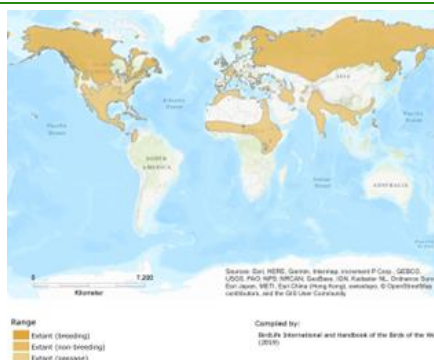 ASIA
Atlantic
Ocean
Pacific
Ocean
Pacific
Ocean
SOUTH
AMERICA
Indian
Ocean
AUSTRALIA
0 7,200
Kilometer
Sources: Esri, HERE, Garmin, Intermap, increment P Corp., GEBCO,
USGS, FAO, NPS, NRCAN, GeoBase, IGN, Kadaster NL, Ordnance Surv
Esri Japan, METI, Esri China (Hong Kong), swisstopo, © OpenStreetMap
contributors, and the GIS User Community
Range
Extant (breeding)
Extant (non-breeding)
Extant (passage)
Compiled by:
BirdLife International and Handbook of the Birds of the W
(2019)